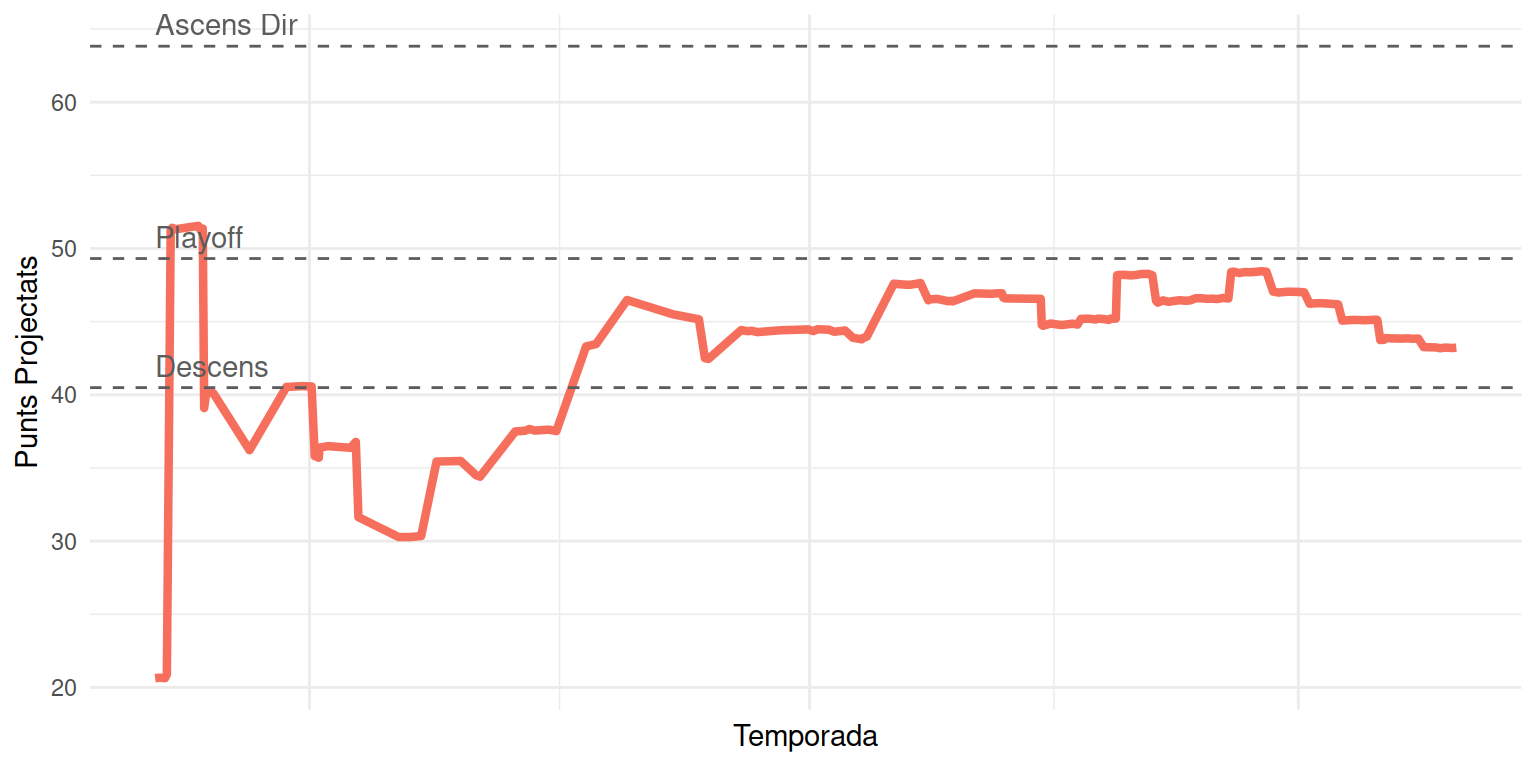 Ascens Dir
60
Playoff
50
Descens
40
30
20
Punts Projectats
Temporada